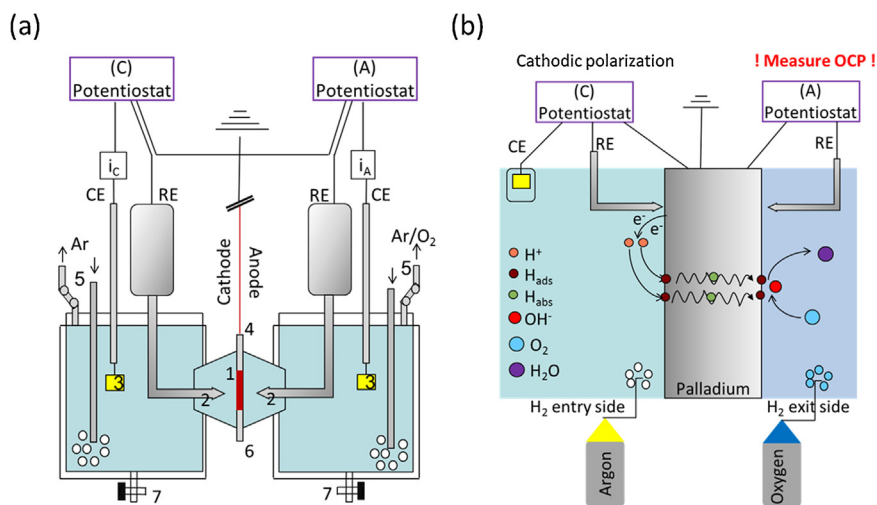 (a)
(C)
Potentiostat
(A)
Potentiostat
i_C
CE
RE
RE
i_A
CE
Ar
5
Cathode
Anode
Ar/O₂
5
4
3
1
3
2
2
6
7
7
(b)
Cathodic polarization
! Measure OCP !
(C)
Potentiostat
(A)
Potentiostat
CE
RE
RE
e⁻
e⁻
H⁺
H_ads
H_abs
OH⁻
O₂
H₂O
Palladium
H₂ entry side
H₂ exit side
Argon
Oxygen